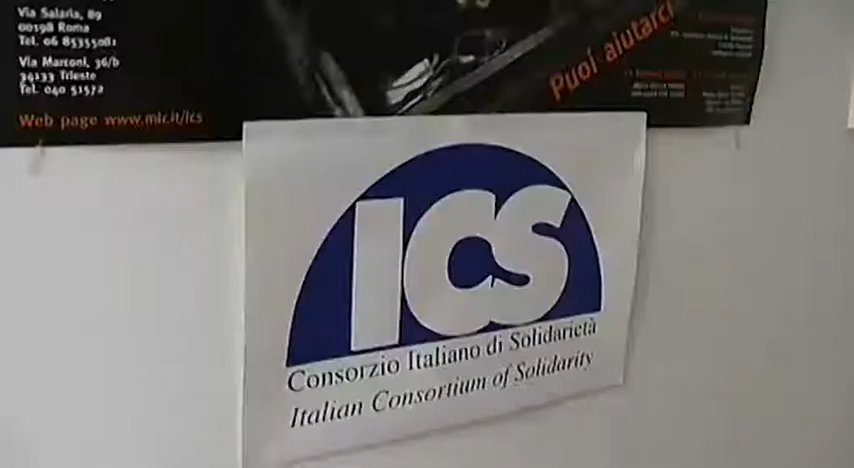 Via Salaria, 89
00198 Roma
Tel. 06 85355081
Via Marconi, 36/b
34133 Trieste
Tel. 040 51572
Web page www.mir.it/ics
Puoi aiutarci
ICS
Consorzio Italiano di Solidarietà
Italian Consortium of Solidarity